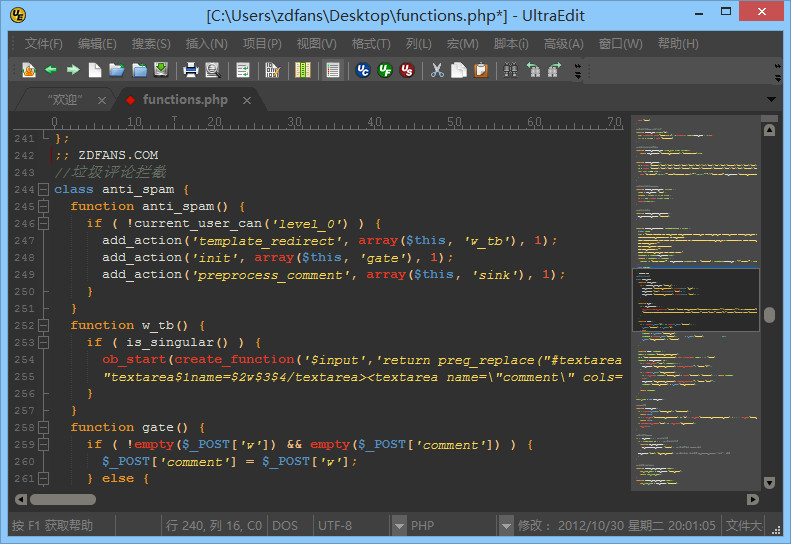 [C:\Users\zdfans\Desktop\functions.php*] - UltraEdit
文件(F) 编辑(E) 搜索(S) 插入(N) 项目(P) 视图(V) 格式(T) 列(L) 宏(M) 脚本(i) 高级(A) 窗口(W) 帮助(H)
UC UF US
“欢迎” functions.php
0 10 20 30 40 50 60 70
241 };
242 ;; ZDFANS.COM
243 //垃圾评论拦截
244 class anti_spam {
245 function anti_spam() {
246 if ( !current_user_can('level_0') ) {
247 add_action('template_redirect', array($this, 'w_tb'), 1);
248 add_action('init', array($this, 'gate'), 1);
249 add_action('preprocess_comment', array($this, 'sink'), 1);
250 }
251 }
252 function w_tb() {
253 if ( is_singular() ) {
254 ob_start(create_function('$input','return preg_replace("#textarea
255 "textarea$1name=$2w$3$4/textarea><textarea name=\"comment\" cols=
256 }
257 }
258 function gate() {
259 if ( !empty($_POST['w']) && empty($_POST['comment']) ) {
260 $_POST['comment'] = $_POST['w'];
261 } else {
按 F1 获取帮助 行 240, 列 16, C0 DOS UTF-8 PHP 修改： 2012/10/30 星期二 20:01:05 文件大